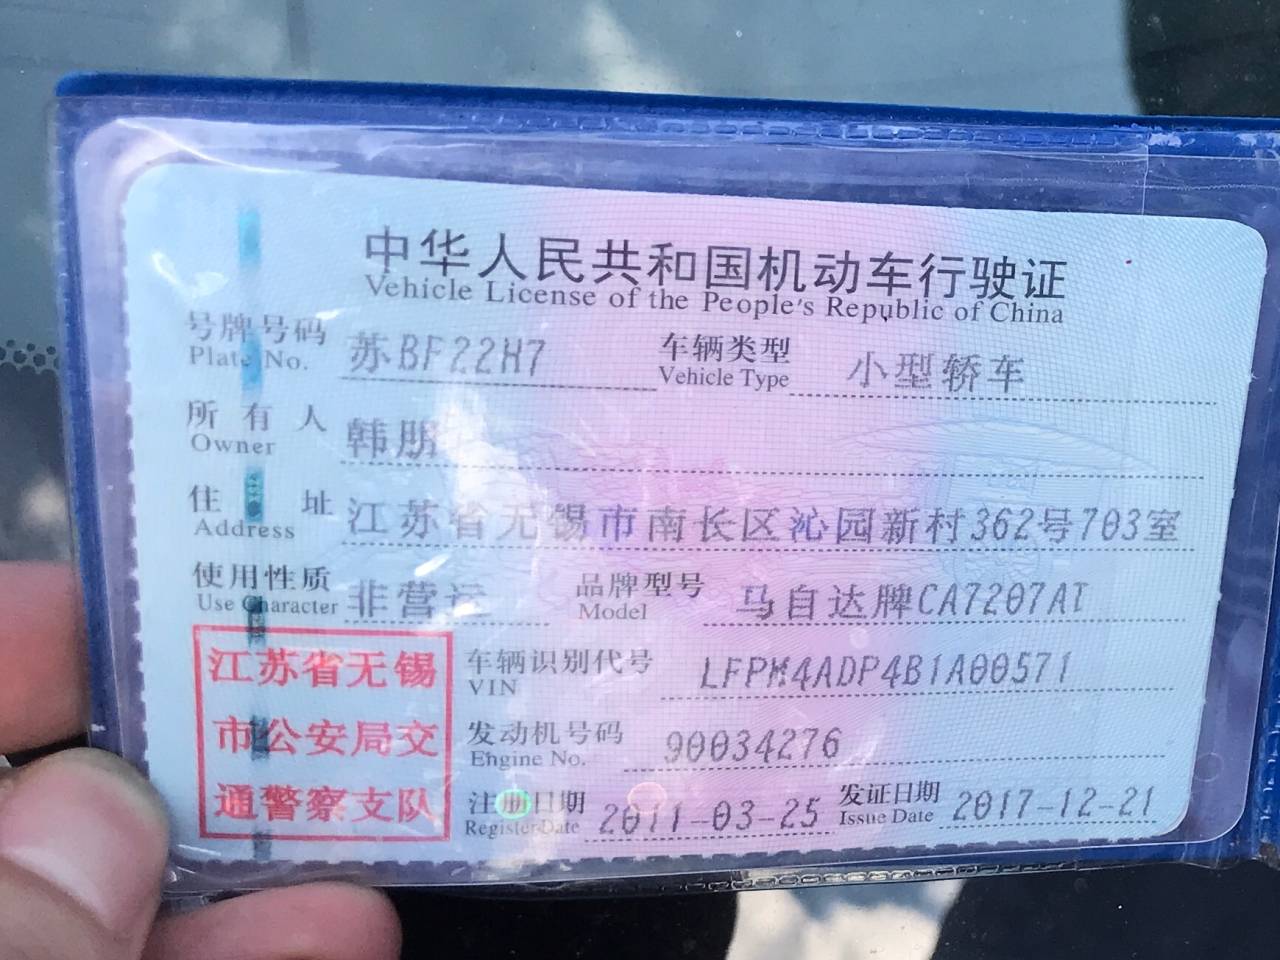 中华人民共和国机动车行驶证
Vehicle License of the People's Republic of China
号牌号码 苏BF22H7 车辆类型 小型轿车
Plate No. Vehicle Type
所有人 韩朋
Owner
住址 江苏省无锡市南长区沁园新村362号703室
Address
使用性质 非营运 品牌型号 马自达牌CA7207AT
Use Character Model
江苏省无锡 车辆识别代号 LFPM4ADP4B1A00571
VIN
市公安局交 发动机号码 90034276
Engine No.
通警察支队 注册日期 2011-03-25 发证日期 2017-12-21
Register Date Issue Date